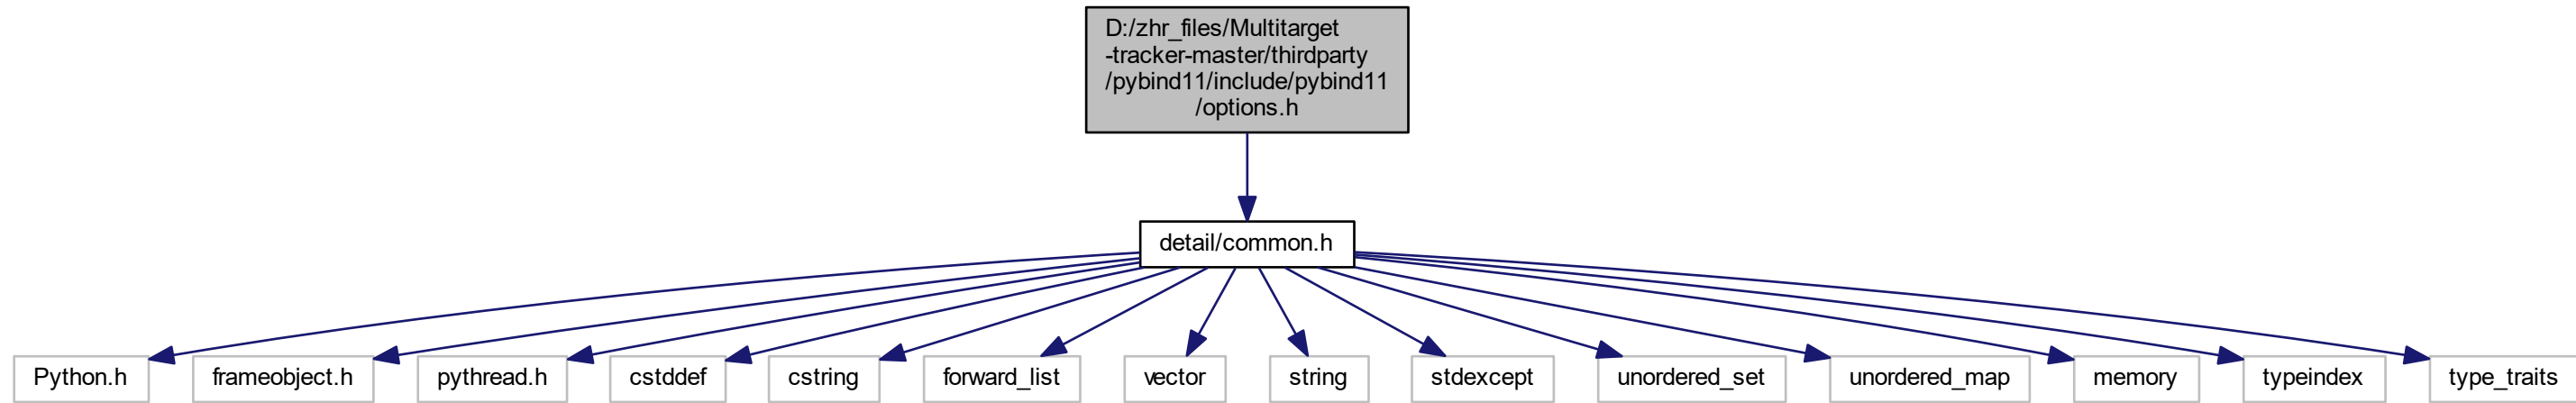 D:/zhr_files/Multitarget
-tracker-master/thirdparty
/pybind11/include/pybind11
/options.h
detail/common.h
Python.h
frameobject.h
pythread.h
cstddef
cstring
forward_list
vector
string
stdexcept
unordered_set
unordered_map
memory
typeindex
type_traits